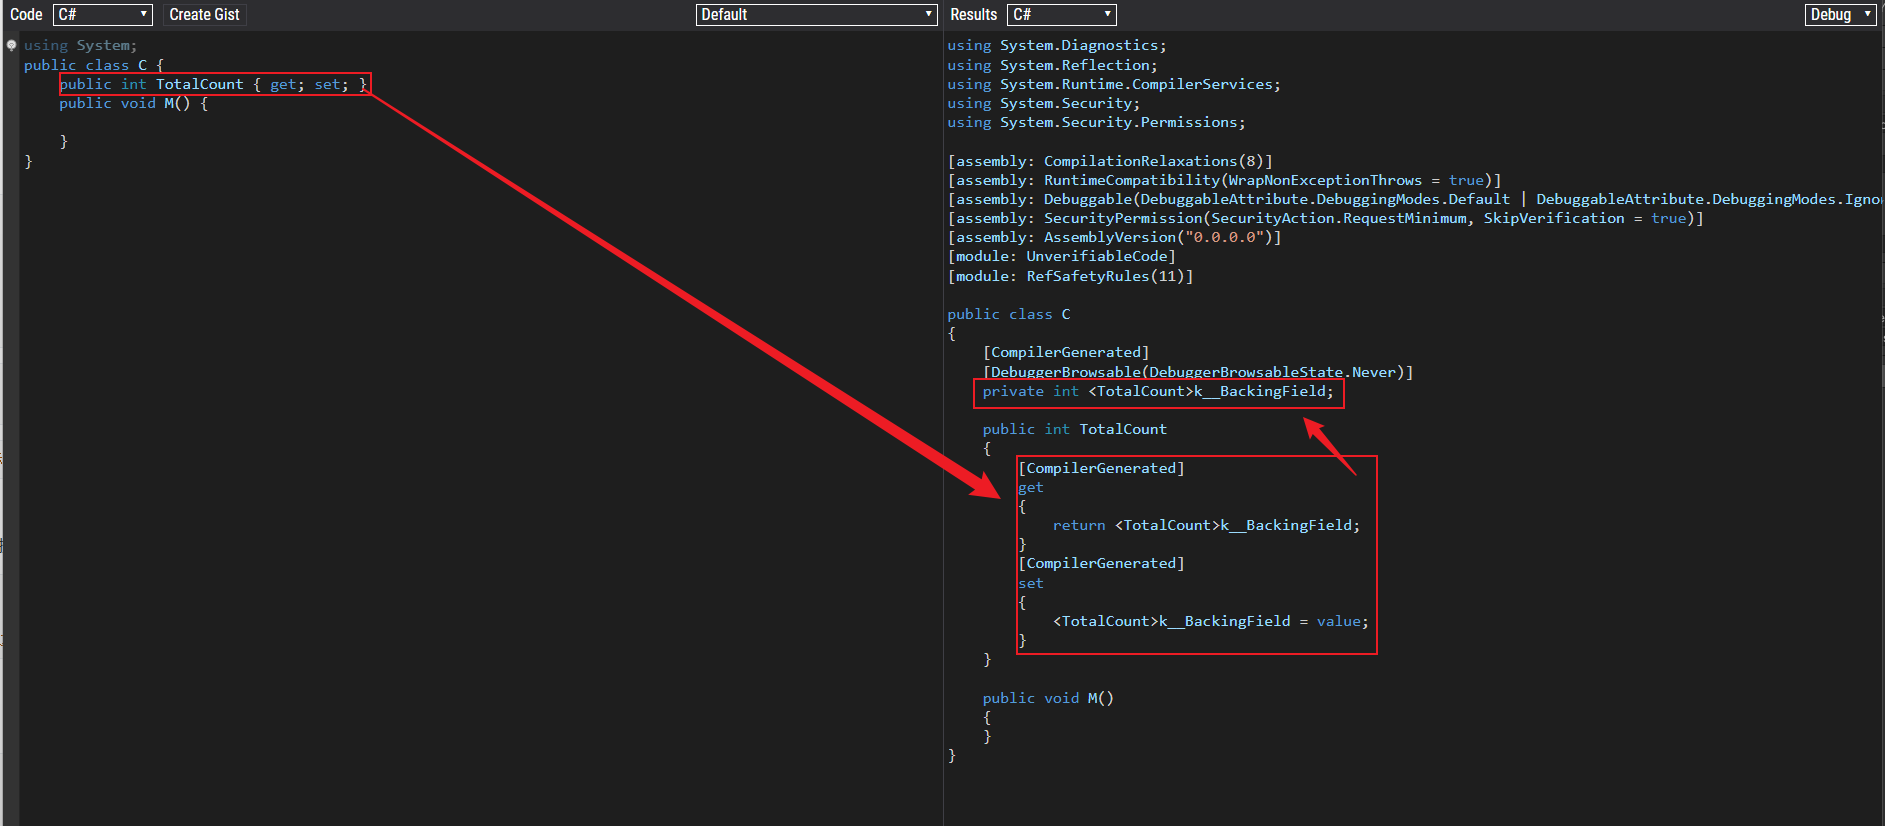 Code C# Create Gist Default
using System;
public class C {
    public int TotalCount { get; set; }
    public void M() {
    }
}
Results C# Debug
using System.Diagnostics;
using System.Reflection;
using System.Runtime.CompilerServices;
using System.Security;
using System.Security.Permissions;
[assembly: CompilationRelaxations(8)]
[assembly: RuntimeCompatibility(WrapNonExceptionThrows = true)]
[assembly: Debuggable(DebuggableAttribute.DebuggingModes.Default | DebuggableAttribute.DebuggingModes.Igno
[assembly: SecurityPermission(SecurityAction.RequestMinimum, SkipVerification = true)]
[assembly: AssemblyVersion("0.0.0.0")]
[module: UnverifiableCode]
[module: RefSafetyRules(11)]
public class C
{
    [CompilerGenerated]
    [DebuggerBrowsable(DebuggerBrowsableState.Never)]
    private int <TotalCount>k__BackingField;
    public int TotalCount
    {
        [CompilerGenerated]
        get
        {
            return <TotalCount>k__BackingField;
        }
        [CompilerGenerated]
        set
        {
            <TotalCount>k__BackingField = value;
        }
    }
    public void M()
    {
    }
}